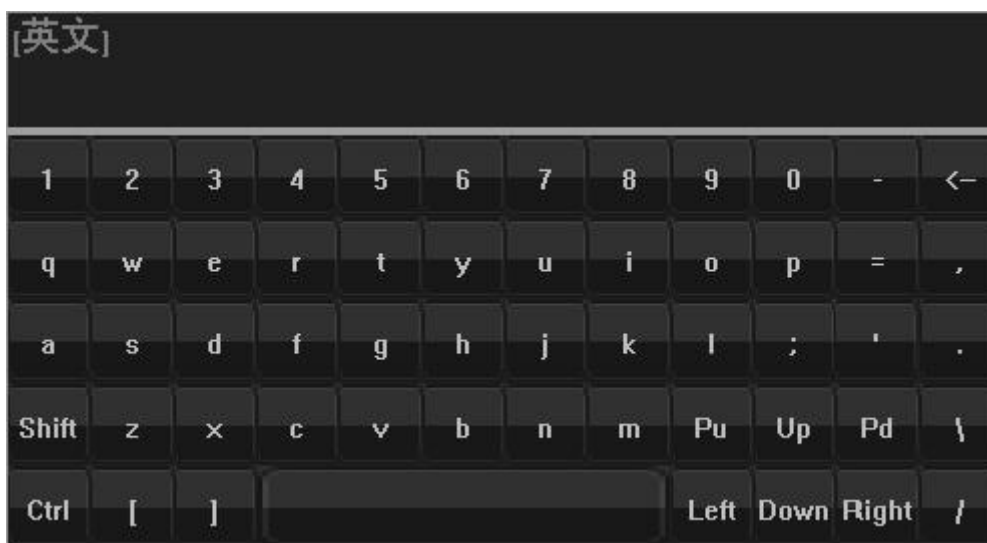 [英文]
1 2 3 4 5 6 7 8 9 0 - <-
q w e r t y u i o p = ,
a s d f g h j k l ; ' .
Shift z x c v b n m Pu Up Pd \
Ctrl [ ] Left Down Right /